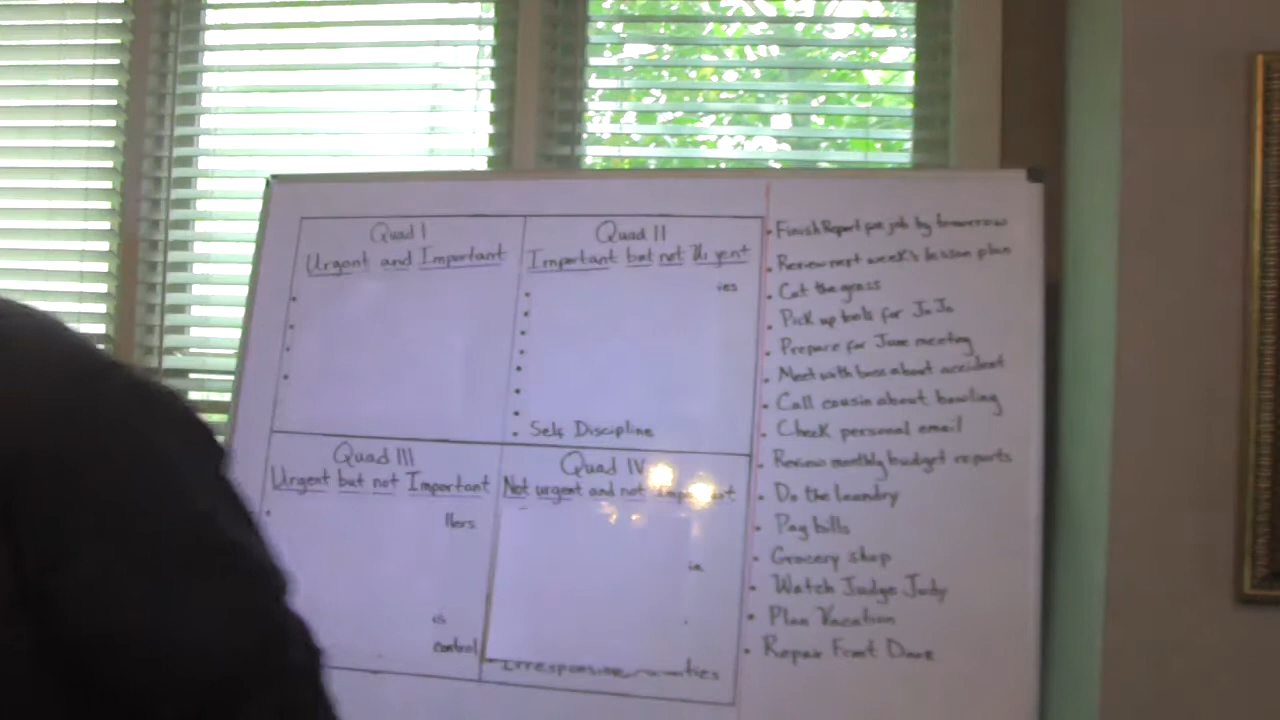 Quad I
Urgent and Important
Quad II
Important but not Urgent
ies
• Self Discipline
Quad III
Urgent but not Important
llers
is
control
Quad IV
Not urgent and not important
ia
Irresponsi ties
• Finish Report for job by tomorrow
• Review next week's lesson plan
• Cut the grass
• Pick up tools for JoJo
• Prepare for June meeting
• Meet with boss about accident
• Call cousin about bowling
• Check personal email
• Review monthly budget reports
• Do the laundry
• Pay bills
• Grocery shop
• Watch Judge Judy
• Plan Vacation
• Repair Front Door